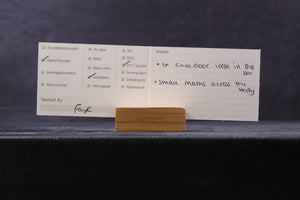 Excellent/smooth
Good Runner
Average/uneven
Non-runner
Tested By
As new
Mint
Near mint
Excellent
Very good
DC
DCC
DCC Sound
Working lights
Detail pack
Paperwork
Notes
• 1x Cab door loose in the
box
• Small marks across the
body